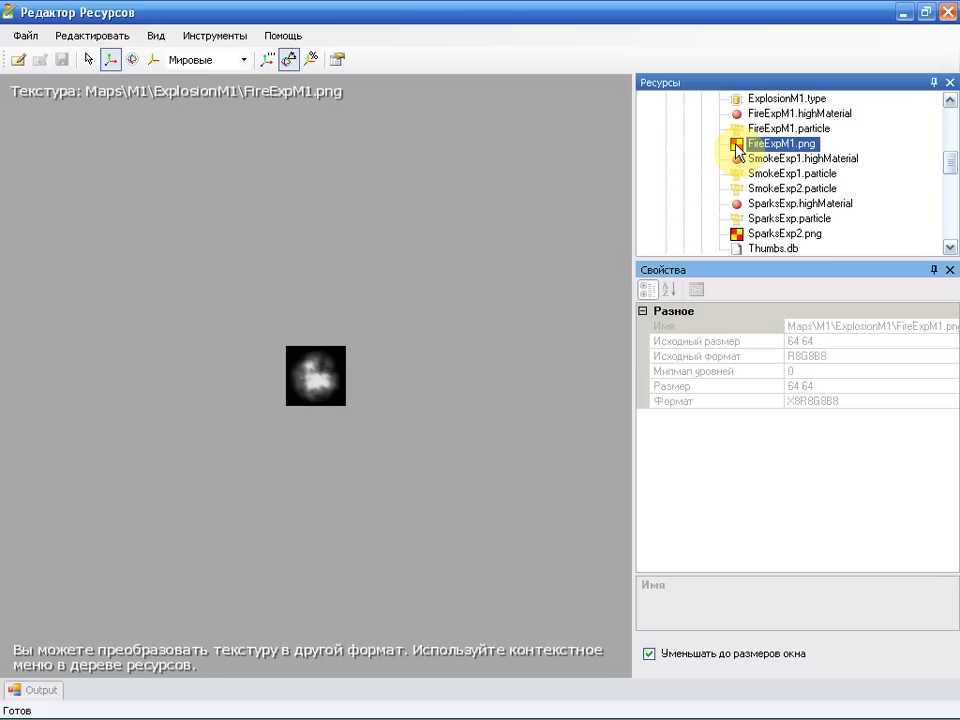 Редактор Ресурсов
Файл Редактировать Вид Инструменты Помощь
Мировые
Текстура: Maps\M1\ExplosionM1\FireExpM1.png
Ресурсы
ExplosionM1.type
FireExpM1.highMaterial
FireExpM1.particle
FireExpM1.png
SmokeExp1.highMaterial
SmokeExp1.particle
SmokeExp2.particle
SparksExp.highMaterial
SparksExp.particle
SparksExp2.png
Thumbs.db
Свойства
Разное
Имя Maps\M1\ExplosionM1\FireExpM1.png
Исходный размер 64 64
Исходный формат R8G8B8
Мипмап уровней 0
Размер 64 64
Формат X8R8G8B8
Имя
Вы можете преобразовать текстуру в другой формат. Используйте контекстное
меню в дереве ресурсов.
Уменьшать до размеров окна
Output
Готов